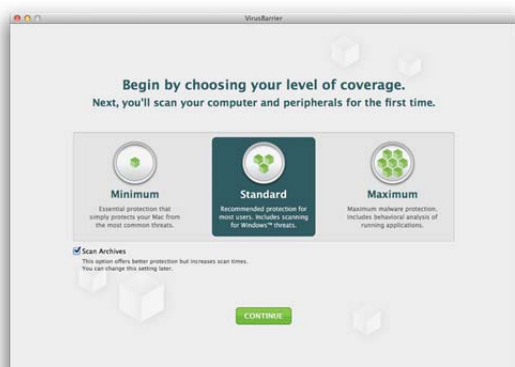 VirusBarrier
Begin by choosing your level of coverage.
Next, you'll scan your computer and peripherals for the first time.
Minimum
Essential protection that
simply protects your Mac from
the most common threats.
Standard
Recommended protection for
most users. Includes scanning
for Windows™ threats.
Maximum
Maximum malware protection.
Includes behavioral analysis of
running applications.
Scan Archives
This option offers better protection but increases scan times.
You can change this setting later.
CONTINUE